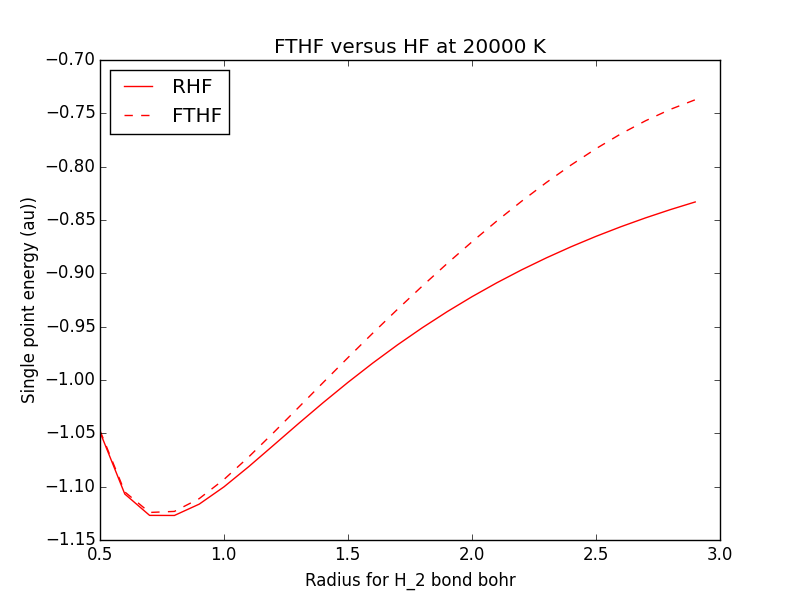 FTHF versus HF at 20000 K
RHF
FTHF
Single point energy (au))
−0.70
−0.75
−0.80
−0.85
−0.90
−0.95
−1.00
−1.05
−1.10
−1.15
0.5 1.0 1.5 2.0 2.5 3.0
Radius for H_2 bond bohr